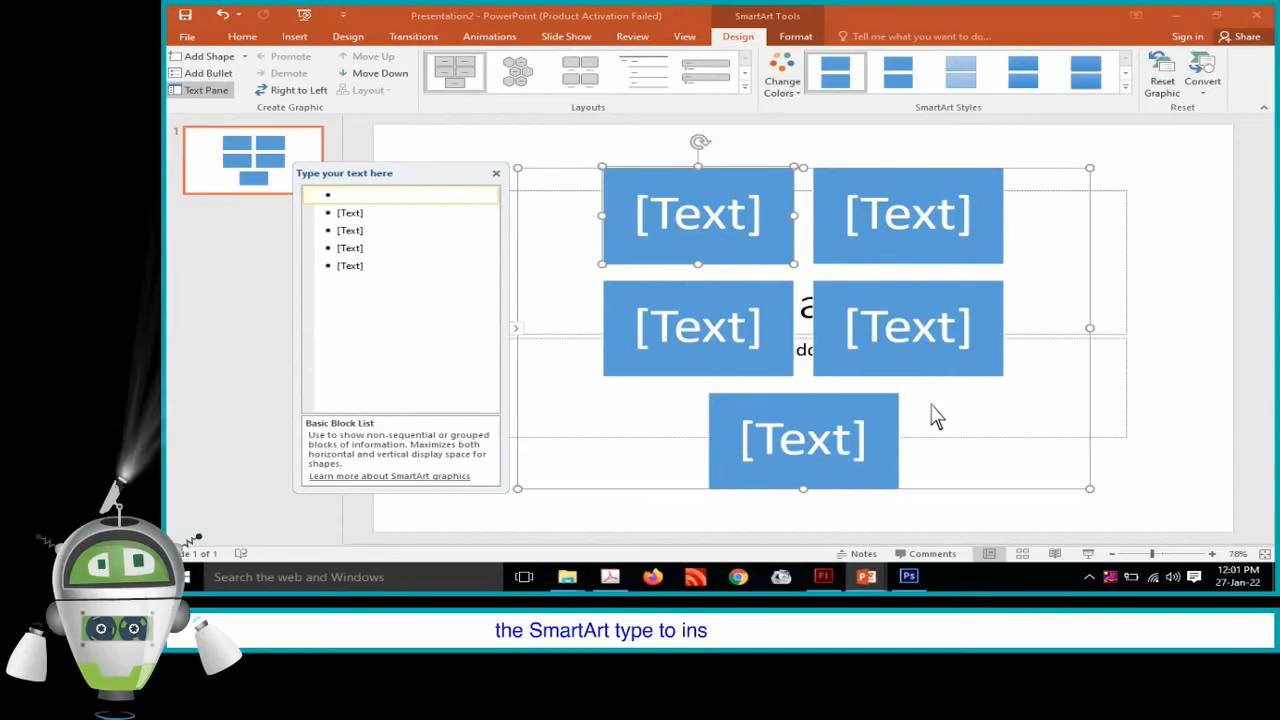 Presentation2 - PowerPoint (Product Activation Failed)
SmartArt Tools
File
Home
Insert
Design
Transitions
Animations
Slide Show
Review
View
Design
Format
Tell me what you want to do...
Sign in
Share
Add Shape
Promote
Move Up
Add Bullet
Demote
Move Down
Text Pane
Right to Left
Layout
Create Graphic
Layouts
Change
Colors
SmartArt Styles
Reset
Graphic
Convert
Reset
1
Type your text here
[Text]
[Text]
[Text]
[Text]
Basic Block List
Use to show non-sequential or grouped
blocks of information. Maximizes both
horizontal and vertical display space for
shapes.
Learn more about SmartArt graphics
[Text]
[Text]
[Text]
[Text]
[Text]
de 1 of 1
Notes
Comments
78%
Search the web and Windows
12:01 PM
27-Jan-22
the SmartArt type to ins